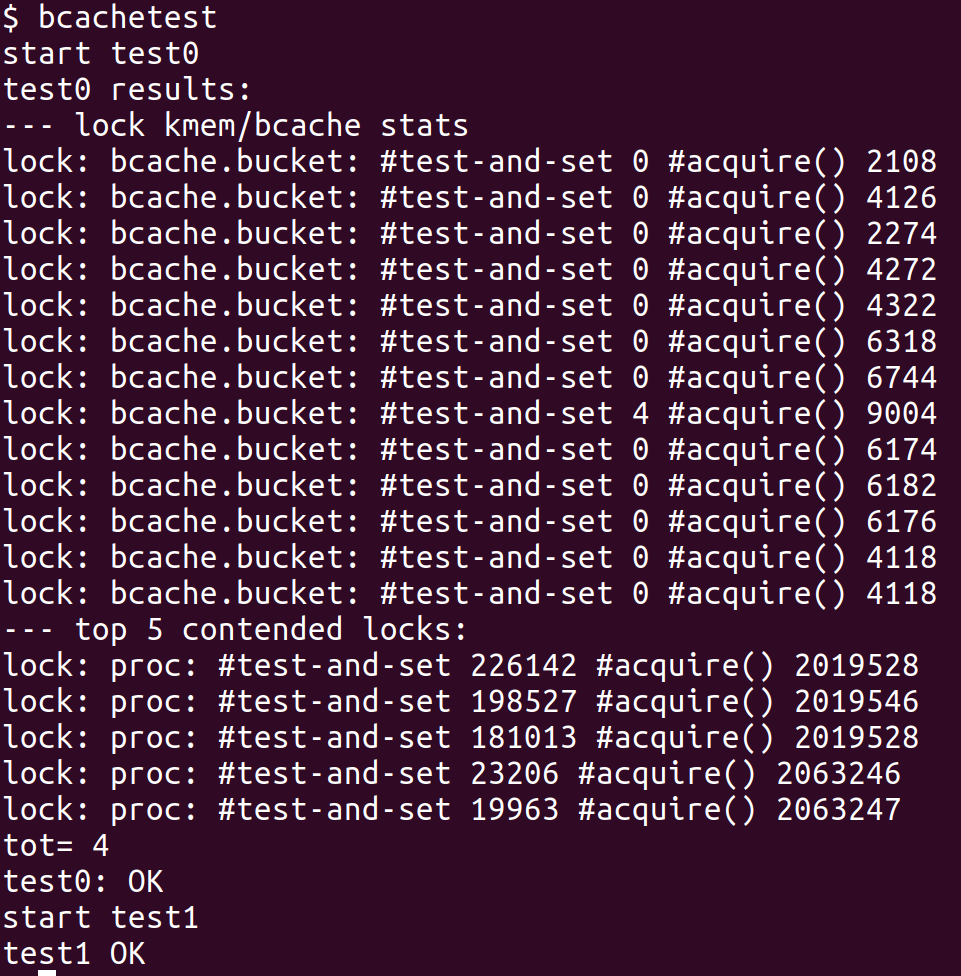 $ bcachetest
start test0
test0 results:
--- lock kmem/bcache stats
lock: bcache.bucket: #test-and-set 0 #acquire() 2108
lock: bcache.bucket: #test-and-set 0 #acquire() 4126
lock: bcache.bucket: #test-and-set 0 #acquire() 2274
lock: bcache.bucket: #test-and-set 0 #acquire() 4272
lock: bcache.bucket: #test-and-set 0 #acquire() 4322
lock: bcache.bucket: #test-and-set 0 #acquire() 6318
lock: bcache.bucket: #test-and-set 0 #acquire() 6744
lock: bcache.bucket: #test-and-set 4 #acquire() 9004
lock: bcache.bucket: #test-and-set 0 #acquire() 6174
lock: bcache.bucket: #test-and-set 0 #acquire() 6182
lock: bcache.bucket: #test-and-set 0 #acquire() 6176
lock: bcache.bucket: #test-and-set 0 #acquire() 4118
lock: bcache.bucket: #test-and-set 0 #acquire() 4118
--- top 5 contended locks:
lock: proc: #test-and-set 226142 #acquire() 2019528
lock: proc: #test-and-set 198527 #acquire() 2019546
lock: proc: #test-and-set 181013 #acquire() 2019528
lock: proc: #test-and-set 23206 #acquire() 2063246
lock: proc: #test-and-set 19963 #acquire() 2063247
tot= 4
test0: OK
start test1
test1 OK